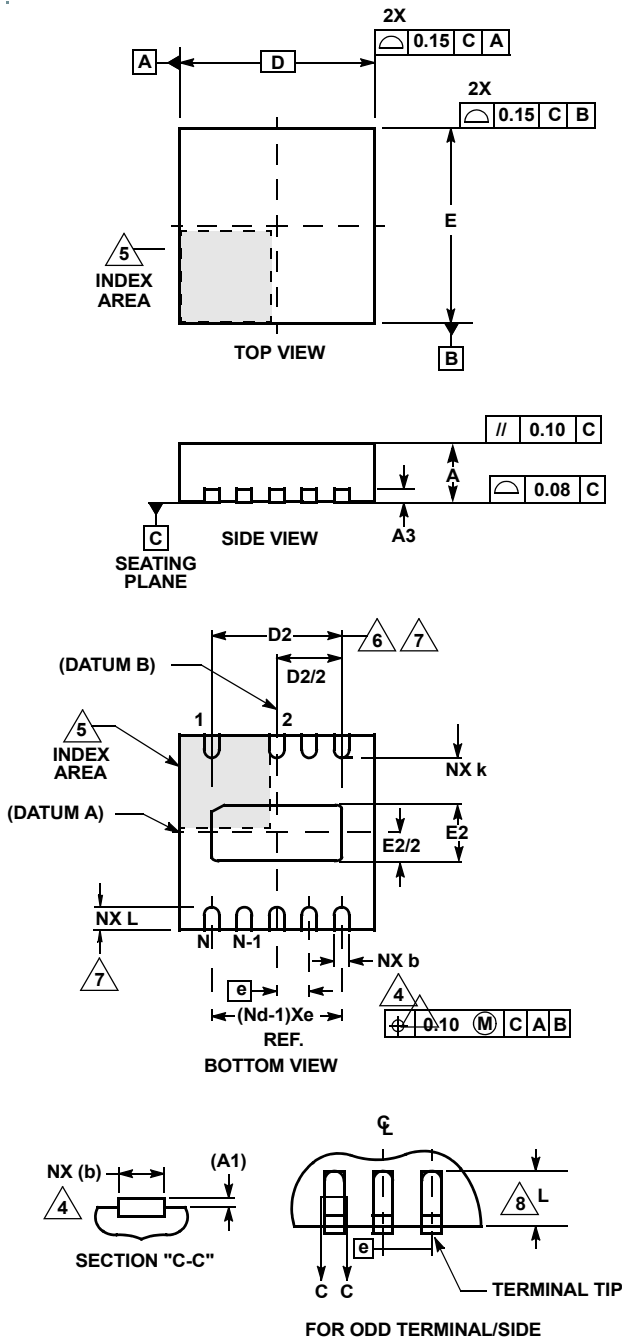 2X
0.15 C A
A D
2X
0.15 C B
E
5
INDEX
AREA
TOP VIEW
B
// 0.10 C
A
0.08 C
C
SIDE VIEW
A3
SEATING
PLANE
D2
6 7
(DATUM B)
D2/2
1 2
5
INDEX
AREA
NX k
(DATUM A)
E2
E2/2
NX L
N N-1
NX b
7
e
4
(Nd-1)Xe
0.10 M C A B
REF.
BOTTOM VIEW
CL
NX (b)
(A1)
4
8 L
SECTION "C-C"
e
C C
TERMINAL TIP
FOR ODD TERMINAL/SIDE